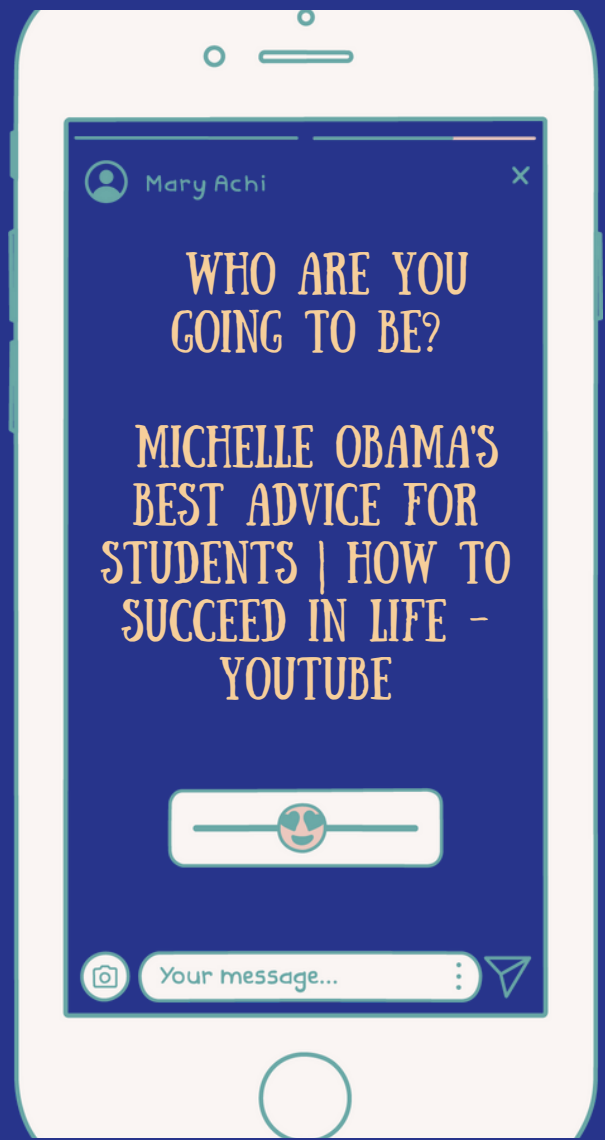 Mary Achi
WHO ARE YOU
GOING TO BE?
MICHELLE OBAMA'S
BEST ADVICE FOR
STUDENTS | HOW TO
SUCCEED IN LIFE -
YOUTUBE
Your message...